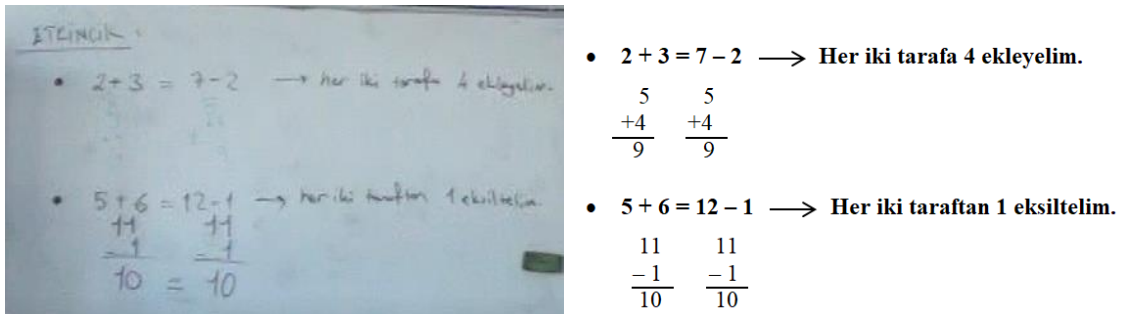 ETKİNLİK :
• 2+3 = 7-2 → her iki tarafa 4 ekleyelim.
• 5+6 = 12-1 → her iki taraftan 1 eksiltelim.
11 11
-1 -1
10 = 10
• 2 + 3 = 7 – 2 → Her iki tarafa 4 ekleyelim.
5 5
+4 +4
9 9
• 5 + 6 = 12 – 1 → Her iki taraftan 1 eksiltelim.
11 11
– 1 – 1
10 10